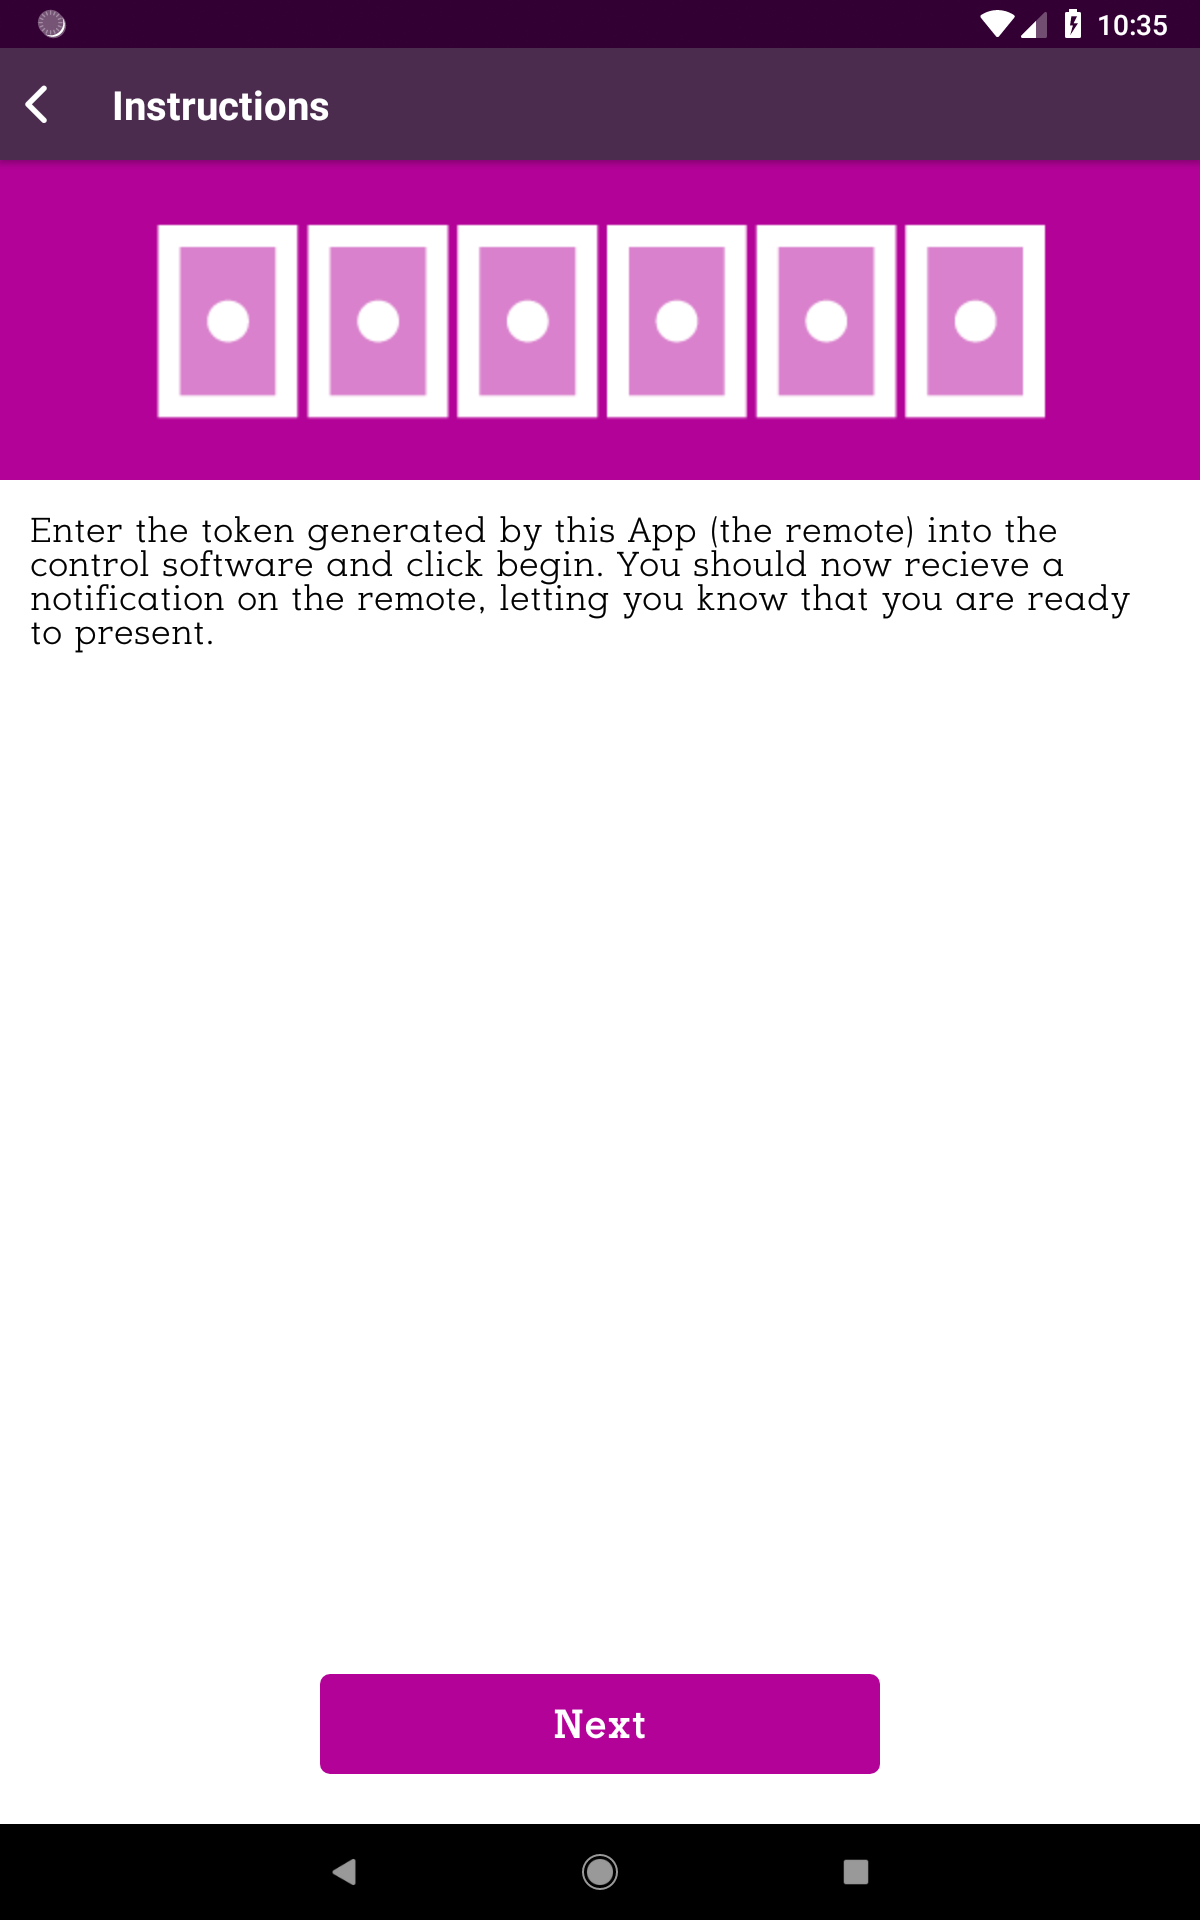 10:35
Instructions
Enter the token generated by this App (the remote) into the
control software and click begin. You should now recieve a
notification on the remote, letting you know that you are ready
to present.
Next